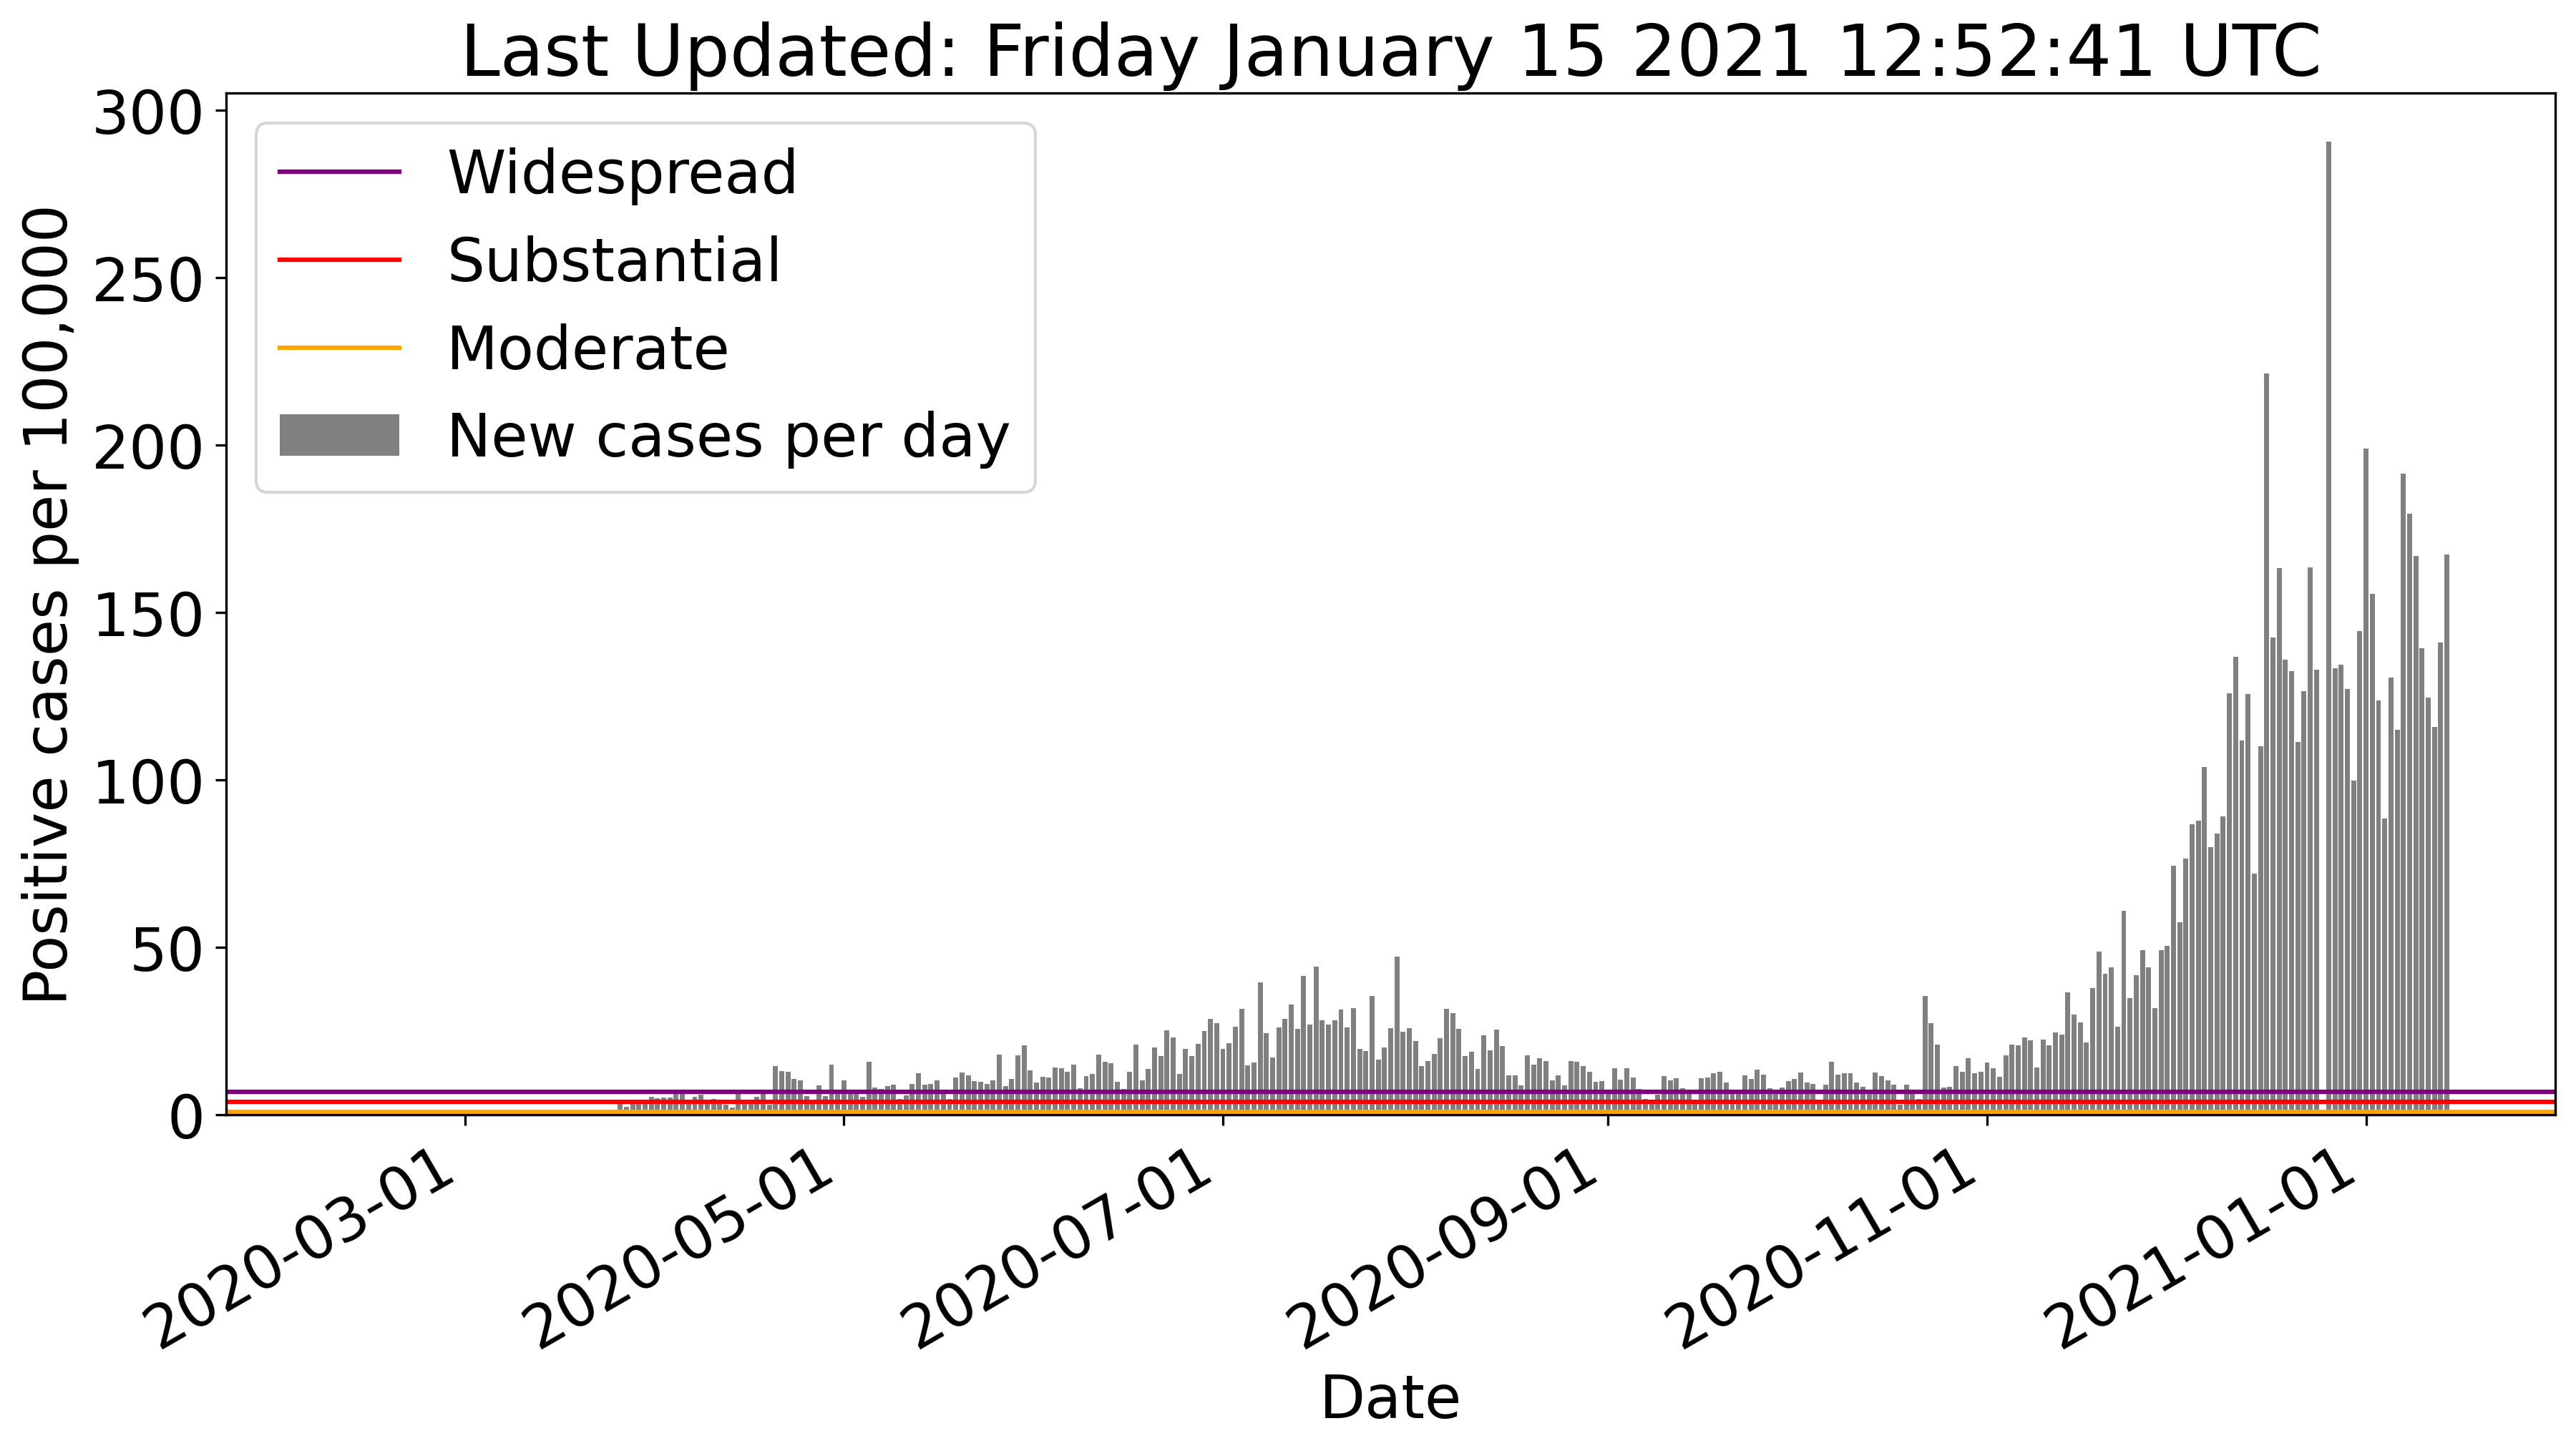 Last Updated: Friday January 15 2021 12:52:41 UTC
Widespread
Substantial
Moderate
New cases per day
Positive cases per 100,000
300
250
200
150
100
50
0
2020-03-01
2020-05-01
2020-07-01
2020-09-01
2020-11-01
2021-01-01
Date